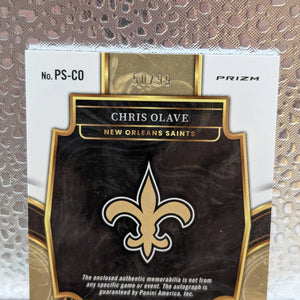 No. PS-CO
50/99
PRIZM
CHRIS OLAVE
NEW ORLEANS SAINTS
The enclosed authentic memorabilia is not from
any specific game or event. The autograph is
guaranteed by Panini America, Inc.